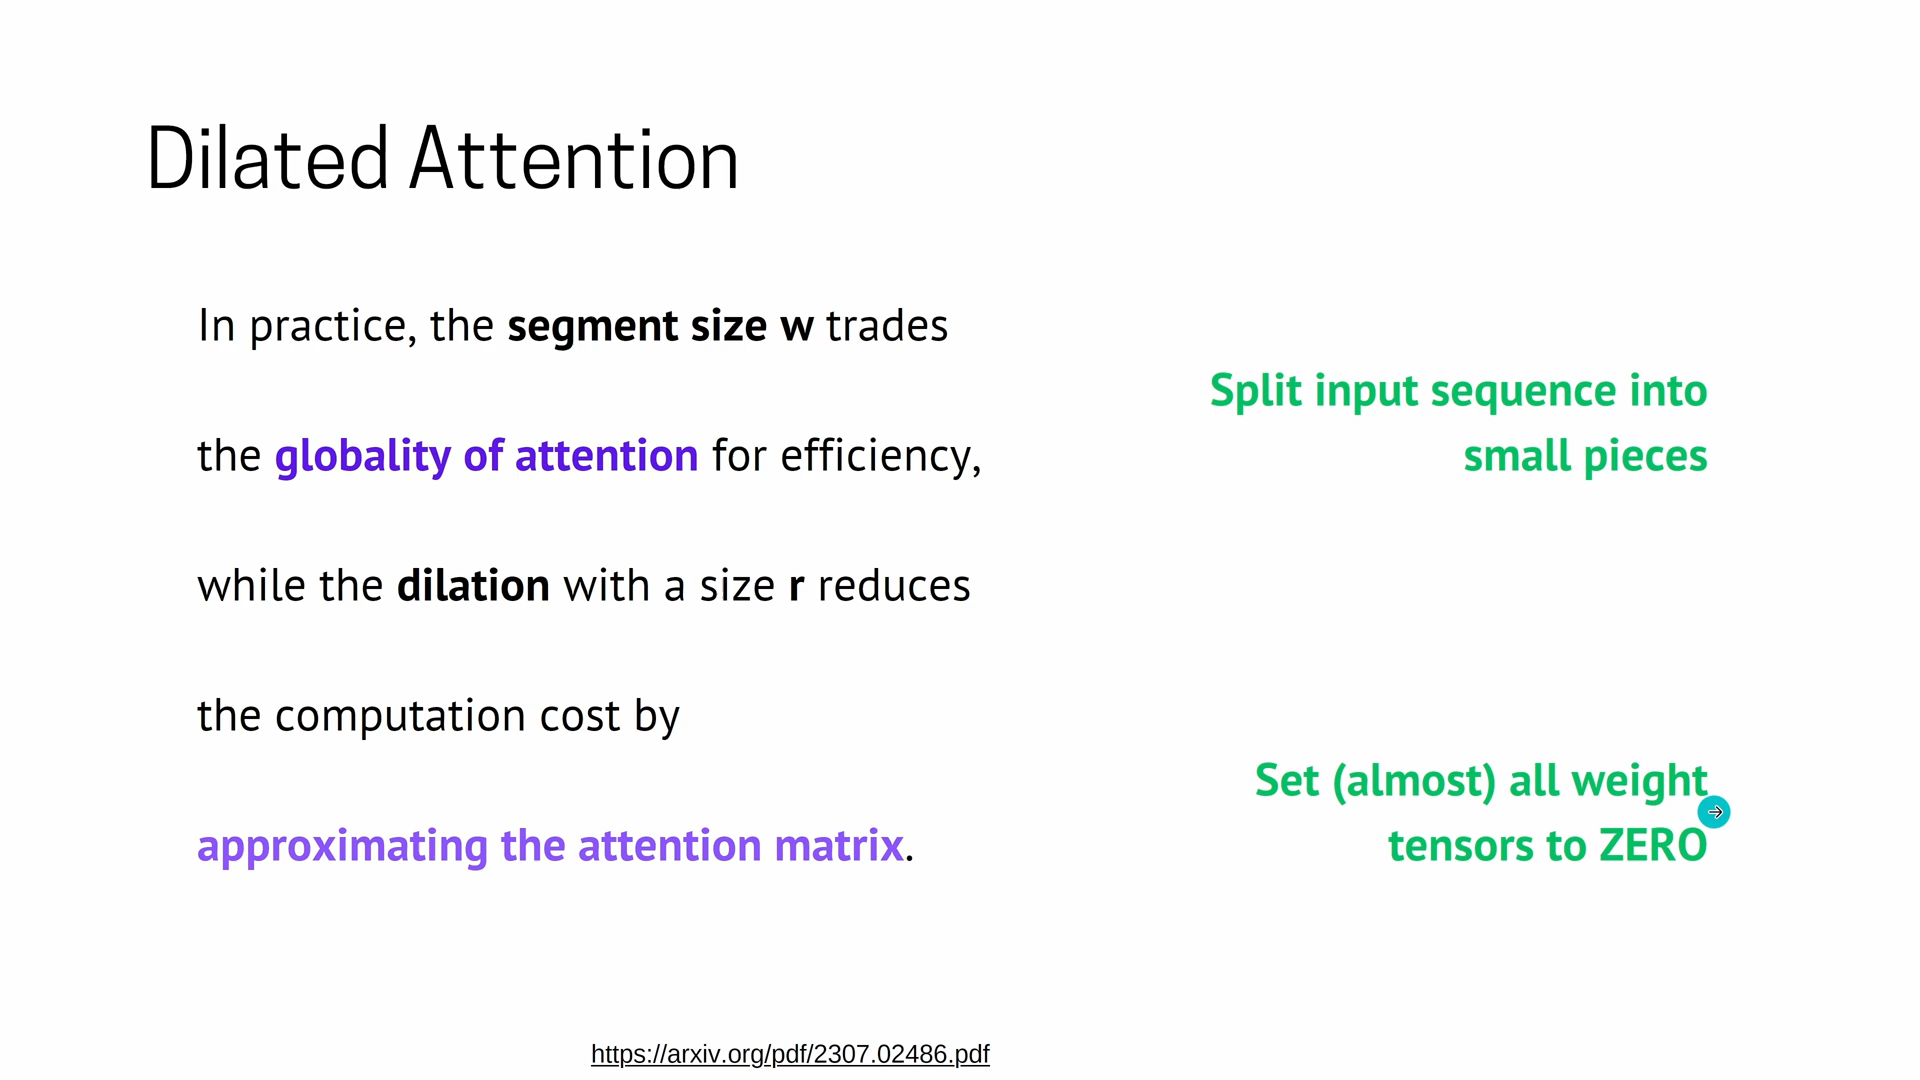 Dilated Attention
In practice, the segment size w trades
the globality of attention for efficiency,
while the dilation with a size r reduces
the computation cost by
approximating the attention matrix.
Split input sequence into
small pieces
Set (almost) all weight
tensors to ZERO
https://arxiv.org/pdf/2307.02486.pdf